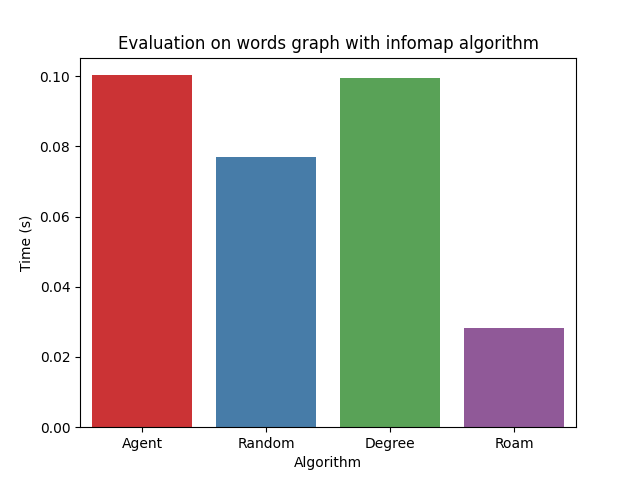 Evaluation on words graph with infomap algorithm
0.10
0.08
0.06
0.04
0.02
0.00
Time (s)
Agent Random Degree Roam
Algorithm